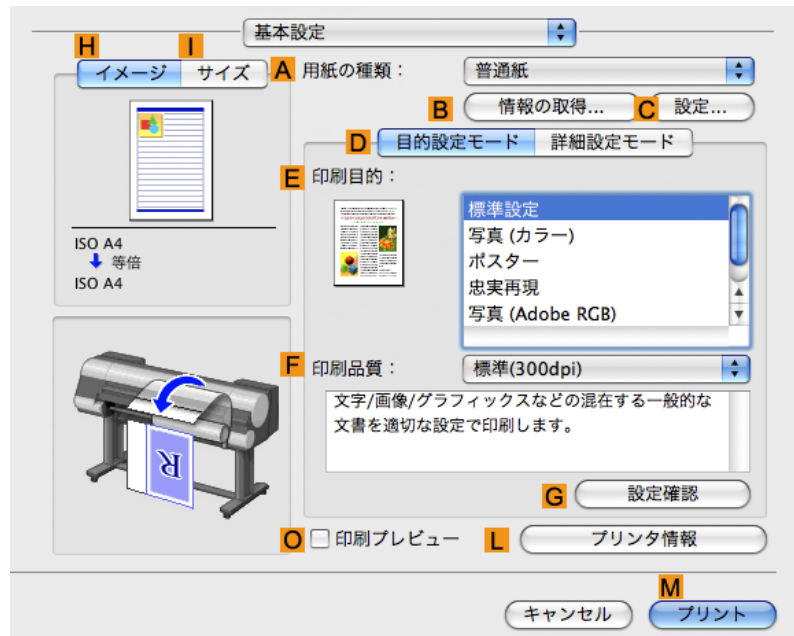 基本設定
H I
イメージ サイズ
A 用紙の種類： 普通紙
B 情報の取得... C 設定...
D 目的設定モード 詳細設定モード
E 印刷目的：
標準設定
写真 (カラー)
ポスター
忠実再現
写真 (Adobe RGB)
ISO A4
等倍
ISO A4
F 印刷品質： 標準(300dpi)
文字/画像/グラフィックスなどの混在する一般的な
文書を適切な設定で印刷します。
R
G 設定確認
O 印刷プレビュー L プリンタ情報
M
キャンセル プリント